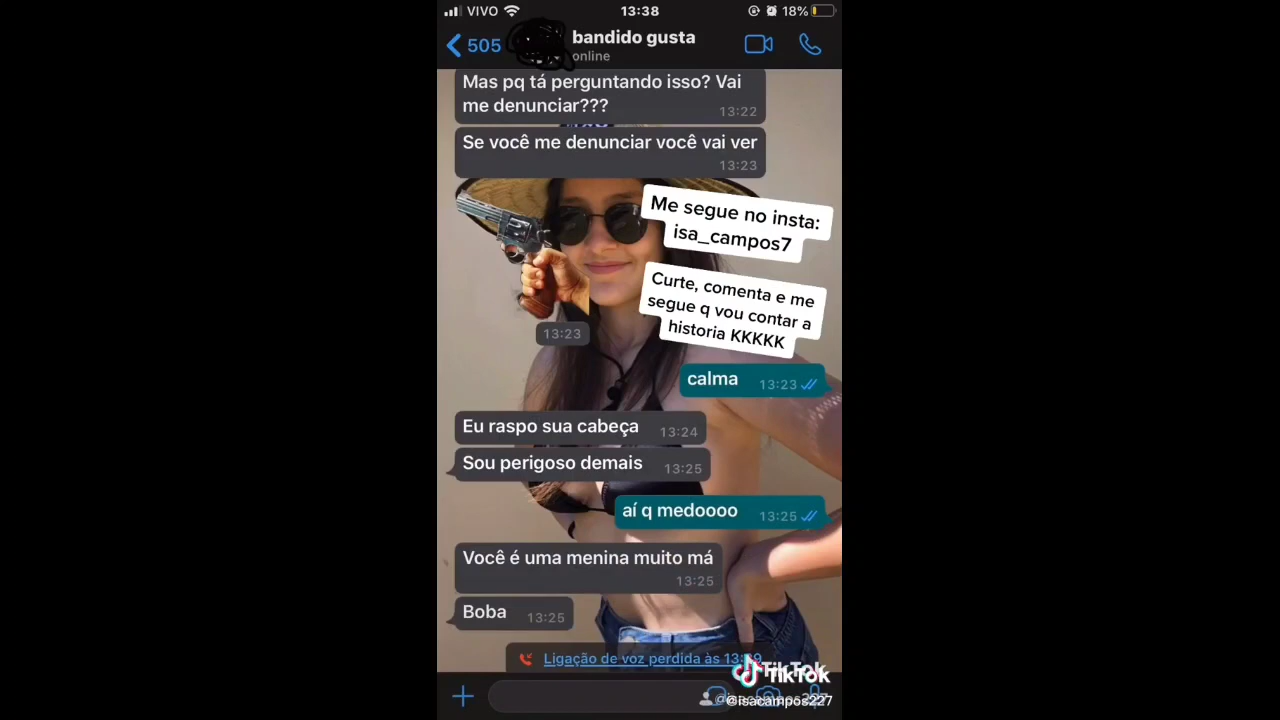 VIVO 13:38 18%
505 bandido gusta
online
Mas pq tá perguntando isso? Vai
me denunciar???
13:22
Se você me denunciar você vai ver
13:23
Me segue no insta:
isa_campos7
Curte, comenta e me
segue q vou contar a
historia KKKKK
13:23
calma 13:23
Eu raspo sua cabeça 13:24
Sou perigoso demais 13:25
aí q medoooo 13:25
Você é uma menina muito má
13:25
Boba 13:25
Ligação de voz perdida às
TikTok
@isacampos227